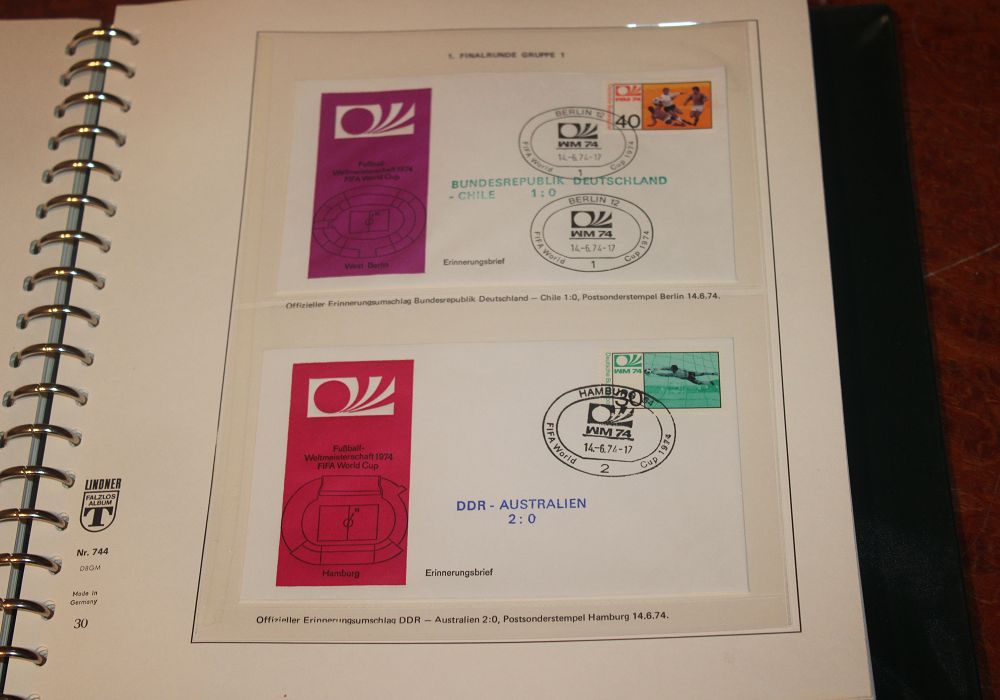 1. FINALRUNDE GRUPPE 1
Fußball-
Weltmeisterschaft 1974
FIFA World Cup
West Berlin
WM 74
40
BERLIN 12
WM 74
14.-6.74-17
FIFA World Cup 1974
1
BUNDESREPUBLIK DEUTSCHLAND
- CHILE 1:0
BERLIN 12
WM 74
14.-6.74-17
FIFA World Cup 1974
1
Erinnerungsbrief
Offizieller Erinnerungsumschlag Bundesrepublik Deutschland – Chile 1:0, Postsonderstempel Berlin 14.6.74.
Fußball-
Weltmeisterschaft 1974
FIFA World Cup
Hamburg
WM 74
30
HAMBURG
WM 74
14.-6.74-17
FIFA World Cup 1974
2
DDR - AUSTRALIEN
2:0
Erinnerungsbrief
Offizieller Erinnerungsumschlag DDR – Australien 2:0, Postsonderstempel Hamburg 14.6.74.
LINDNER
FALZLOS
ALBUM
T
Nr. 744
DBGM
Made in
Germany
30